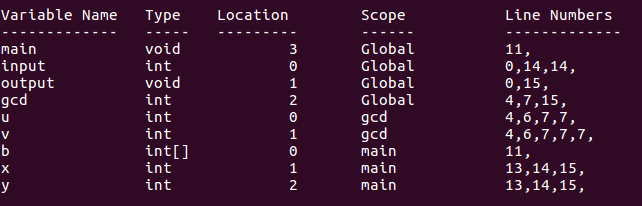 Variable Name   Type    Location        Scope           Line Numbers
-------------   -----   ---------       ------          -------------
main            void            3       Global          11,
input           int             0       Global          0,14,14,
output          void            1       Global          0,15,
gcd             int             2       Global          4,7,15,
u               int             0       gcd             4,6,7,7,
v               int             1       gcd             4,6,7,7,7,
b               int[]           0       main            11,
x               int             1       main            13,14,15,
y               int             2       main            13,14,15,